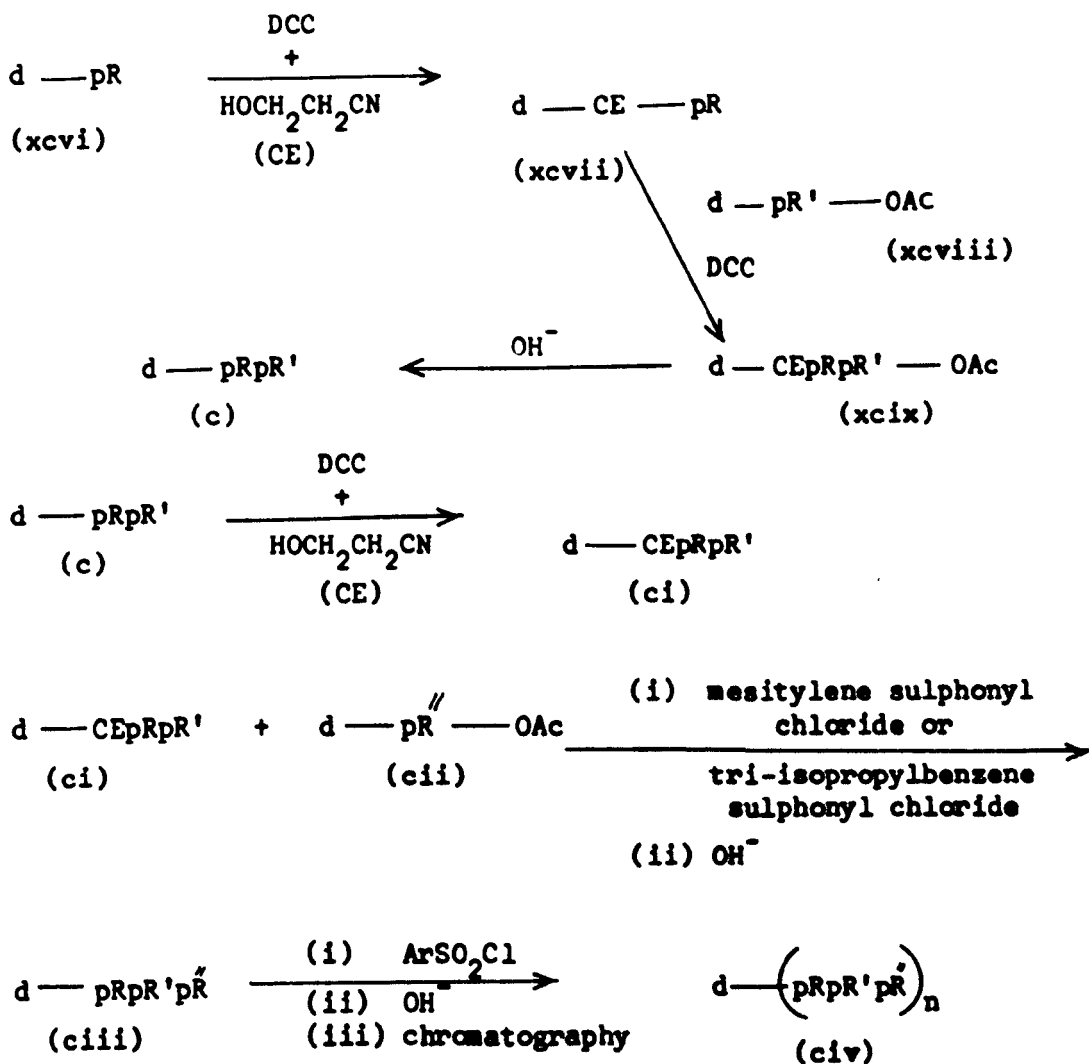 DCC
+
d — pR
HOCH₂CH₂CN
(CE)
(xcvi)
d — CE — pR
(xcvii)
d — pR' — OAc
(xcviii)
DCC
d — pRpR'
(c)
OH⁻
d — CEpRpR' — OAc
(xcix)
DCC
+
d — pRpR'
(c)
HOCH₂CH₂CN
(CE)
d — CEpRpR'
(ci)
d — CEpRpR' + d — pR″ — OAc
(ci) (cii)
(i) mesitylene sulphonyl
chloride or
tri-isopropylbenzene
sulphonyl chloride
(ii) OH⁻
d — pRpR'pR″
(ciii)
(i) ArSO₂Cl
(ii) OH⁻
(iii) chromatography
d — (pRpR'pR″)n
(civ)